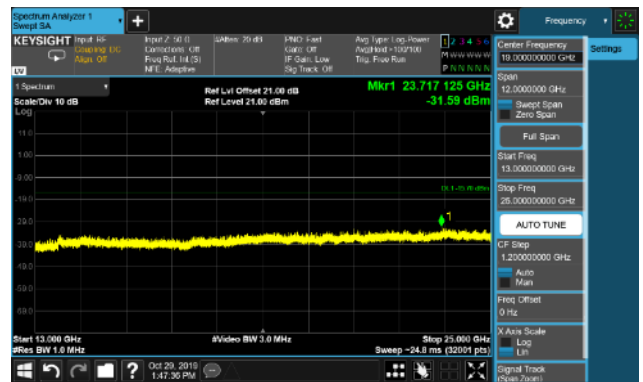 Spectrum Analyzer 1
Swept SA
Frequency
KEYSIGHT
Input: RF
Coupling: DC
Align: Off
Input Z: 50 Ω
Corrections: Off
Freq Ref: Int (S)
NFE: Adaptive
#Atten: 20 dB
PNO: Fast
Gate: Off
IF Gain: Low
Sig Track: Off
Avg Type: Log-Power
Avg|Hold >100/100
Trig: Free Run
1 2 3 4 5 6
M W W W W W
P N N N N N
1 Spectrum
Scale/Div 10 dB
Log
Ref Lvl Offset 21.00 dB
Ref Level 21.00 dBm
Mkr1 23.717 125 GHz
-31.59 dBm
11.0
1.00
-9.00
-19.0
-29.0
-39.0
-49.0
-59.0
-69.0
1
Start 13.000 GHz
#Res BW 1.0 MHz
#Video BW 3.0 MHz
Stop 25.000 GHz
Sweep ~24.8 ms (32001 pts)
Center Frequency
19.000000000 GHz
Settings
Span
12.0000000 GHz
Swept Span
Zero Span
Full Span
Start Freq
13.000000000 GHz
Stop Freq
25.000000000 GHz
AUTO TUNE
CF Step
1.200000000 GHz
Auto
Man
Freq Offset
0 Hz
X Axis Scale
Log
Lin
Signal Track
(Span Zoom)
?
Oct 29, 2019
1:47:36 PM